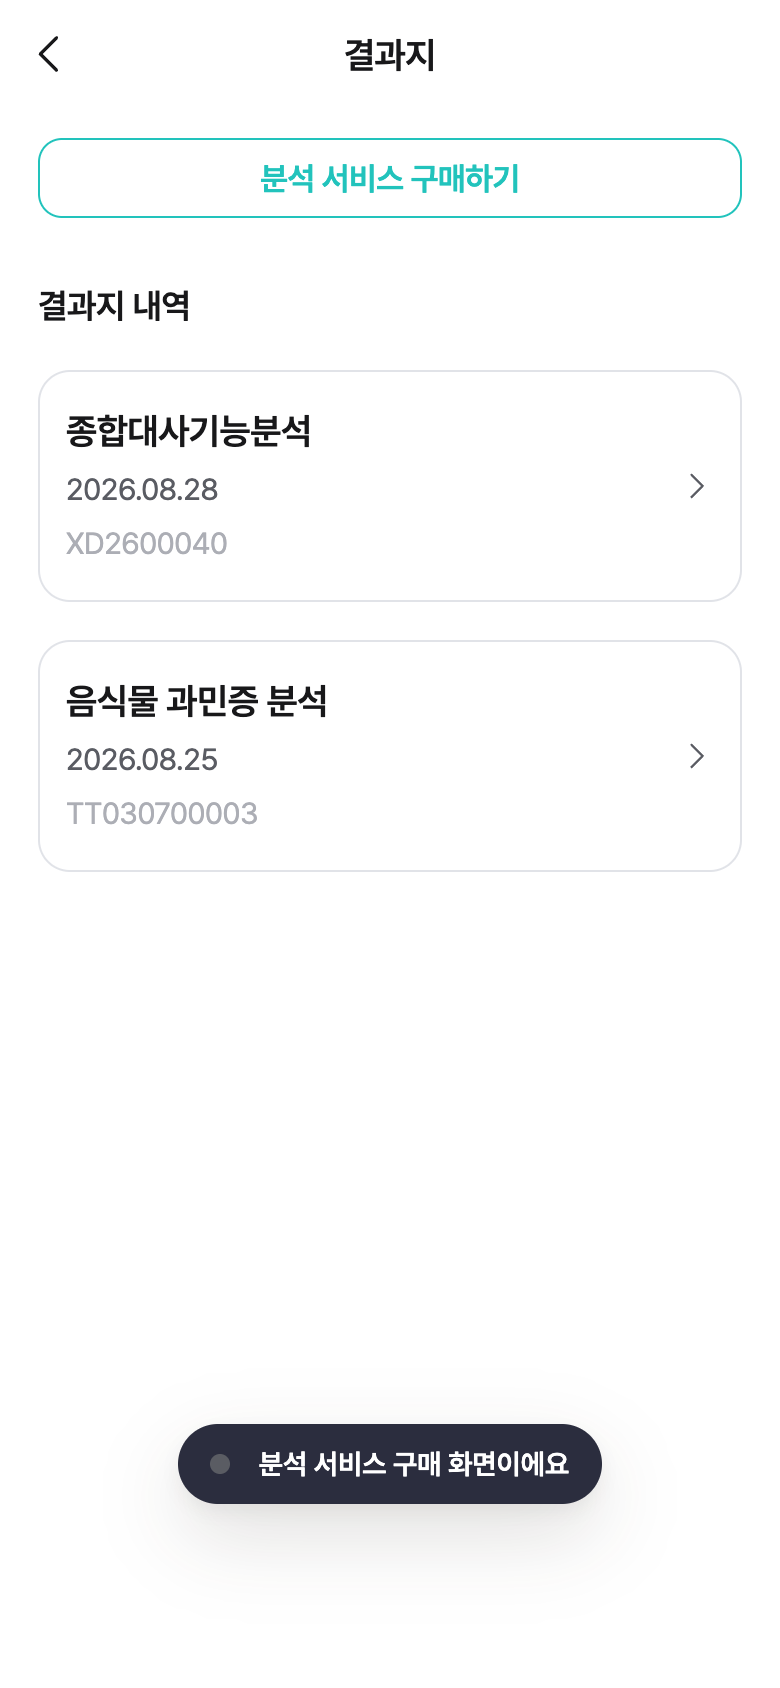 결과지
분석 서비스 구매하기
결과지 내역
종합대사기능분석
2026.08.28
XD2600040
음식물 과민증 분석
2026.08.25
TT030700003
분석 서비스 구매 화면이에요